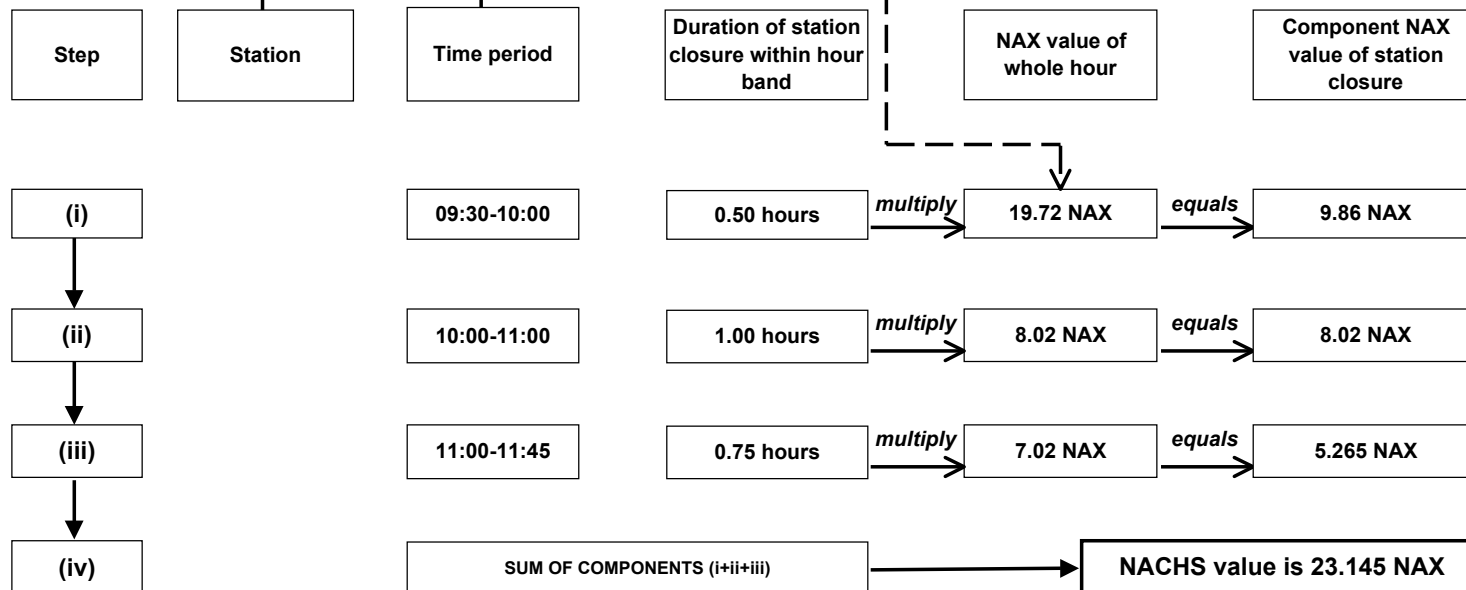 Step
Station
Time period
Duration of station
closure within hour
band
NAX value of
whole hour
Component NAX
value of station
closure
(i)
09:30-10:00
0.50 hours
multiply
19.72 NAX
equals
9.86 NAX
(ii)
10:00-11:00
1.00 hours
multiply
8.02 NAX
equals
8.02 NAX
(iii)
11:00-11:45
0.75 hours
multiply
7.02 NAX
equals
5.265 NAX
(iv)
SUM OF COMPONENTS (i+ii+iii)
NACHS value is 23.145 NAX